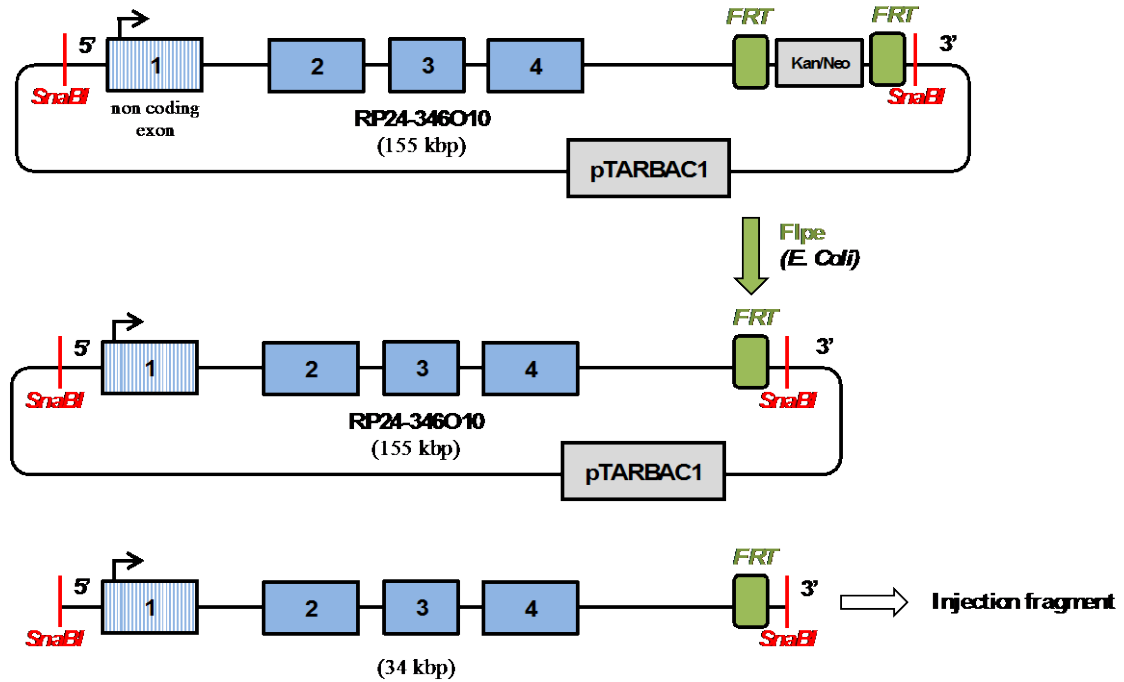 FRT
FRT
5’
3’
1
2
3
4
Kan/Neo
SnaBI
SnaBI
non coding
exon
RP24-346O10
(155 kbp)
pTARBAC1
Flpe
(E. Coli)
FRT
5’
3’
1
2
3
4
SnaBI
SnaBI
RP24-346O10
(155 kbp)
pTARBAC1
FRT
5’
3’
1
2
3
4
Injection fragment
SnaBI
SnaBI
(34 kbp)